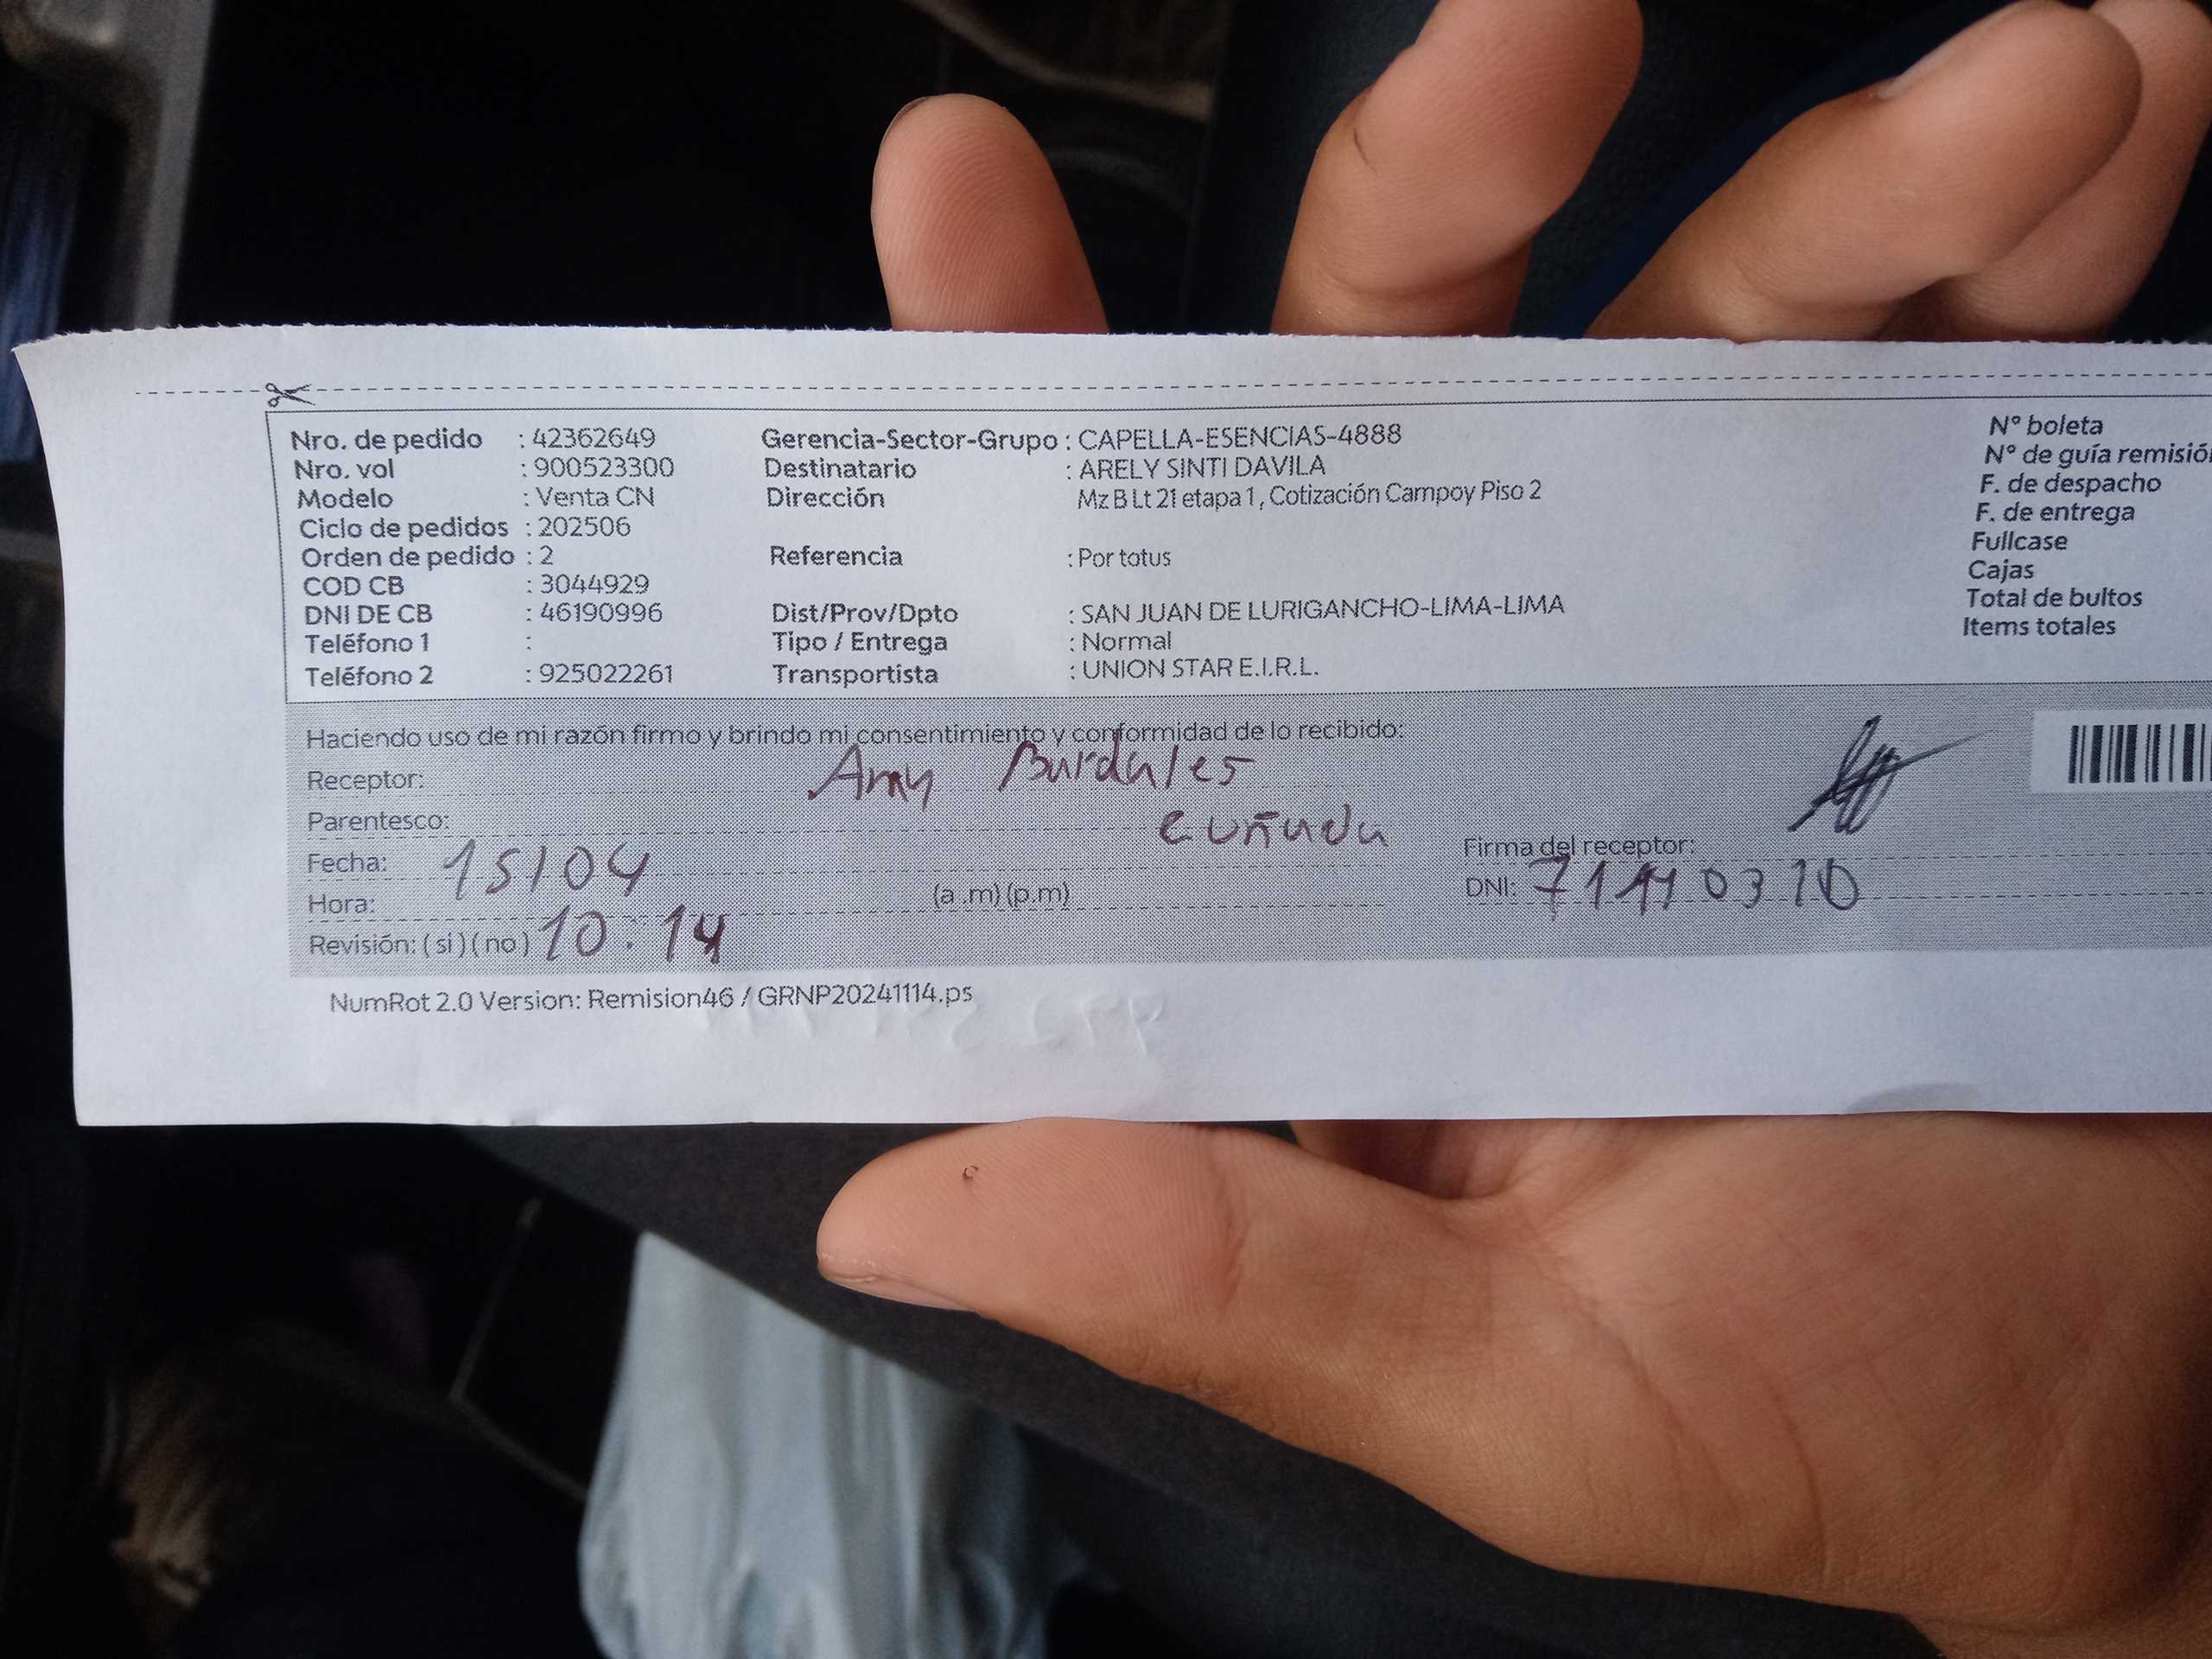 Nro. de pedido : 42362649 Gerencia-Sector-Grupo : CAPELLA-ESENCIAS-4888 N° boleta
Nro. vol : 900523300 Destinatario : ARELY SINTI DAVILA N° de guía remisión
Modelo : Venta CN Dirección Mz B Lt 21 etapa 1, Cotización Campoy Piso 2 F. de despacho
Ciclo de pedidos : 202506 F. de entrega
Orden de pedido : 2 Referencia : Por totus Fullcase
COD CB : 3044929 Cajas
DNI DE CB : 46190996 Dist/Prov/Dpto : SAN JUAN DE LURIGANCHO-LIMA-LIMA Total de bultos
Teléfono 1 : Tipo / Entrega : Normal Items totales
Teléfono 2 : 925022261 Transportista : UNION STAR E.I.R.L.
Haciendo uso de mi razón firmo y brindo mi consentimiento y conformidad de lo recibido:
Receptor: Amy Burdales
Parentesco: cuñada
Fecha: 15/04 Firma del receptor:
Hora: (a .m) (p.m) DNI:
Revisión: ( si ) ( no ) 10:14
NumRot 2.0 Version: Remision46 / GRNP20241114.ps